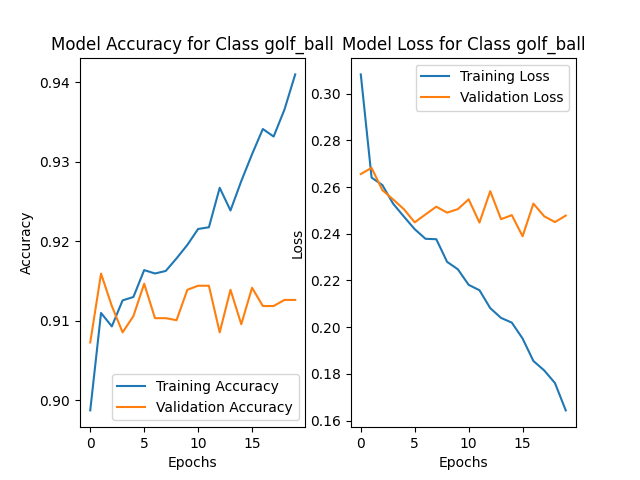 Model Accuracy for Class golf_ball
Accuracy
0.94
0.93
0.92
0.91
0.90
Training Accuracy
Validation Accuracy
0 5 10 15
Epochs
Model Loss for Class golf_ball
Loss
0.30
0.28
0.26
0.24
0.22
0.20
0.18
0.16
Training Loss
Validation Loss
0 5 10 15
Epochs